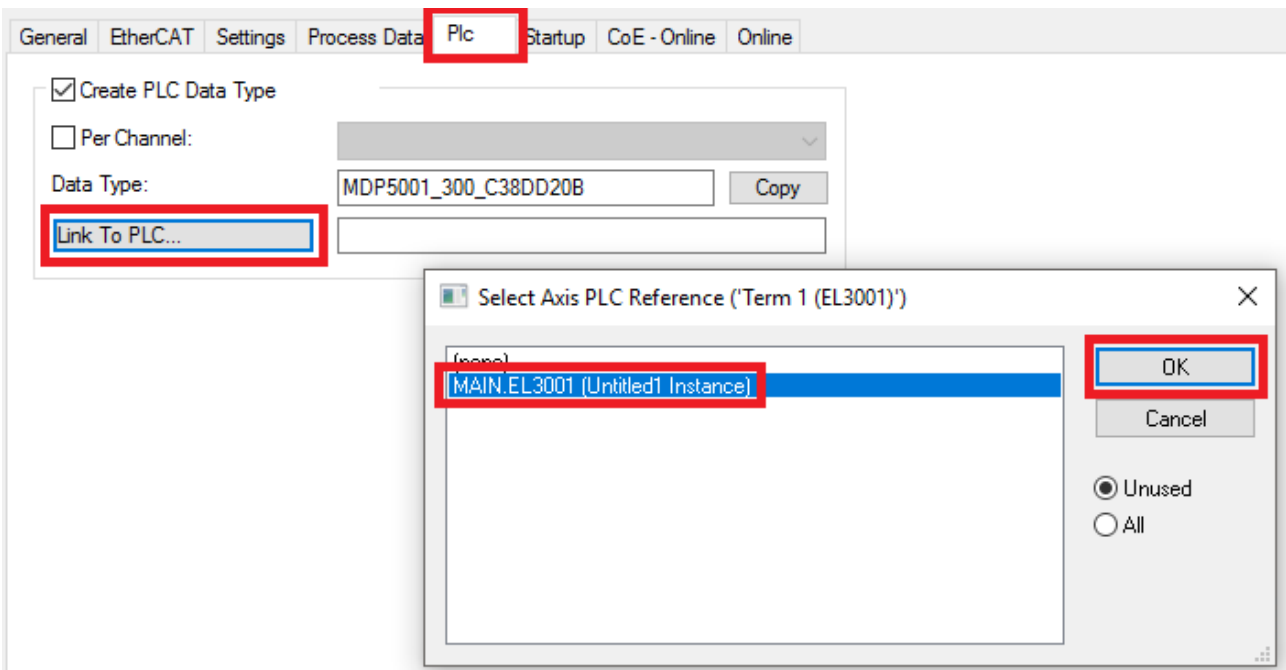 General EtherCAT Settings Process Data Plc Startup CoE - Online Online
Create PLC Data Type
Per Channel:
Data Type: MDP5001_300_C38DD20B Copy
Link To PLC...
Select Axis PLC Reference ('Term 1 (EL3001)')
(none)
MAIN.EL3001 (Untitled1 Instance)
OK
Cancel
Unused
All